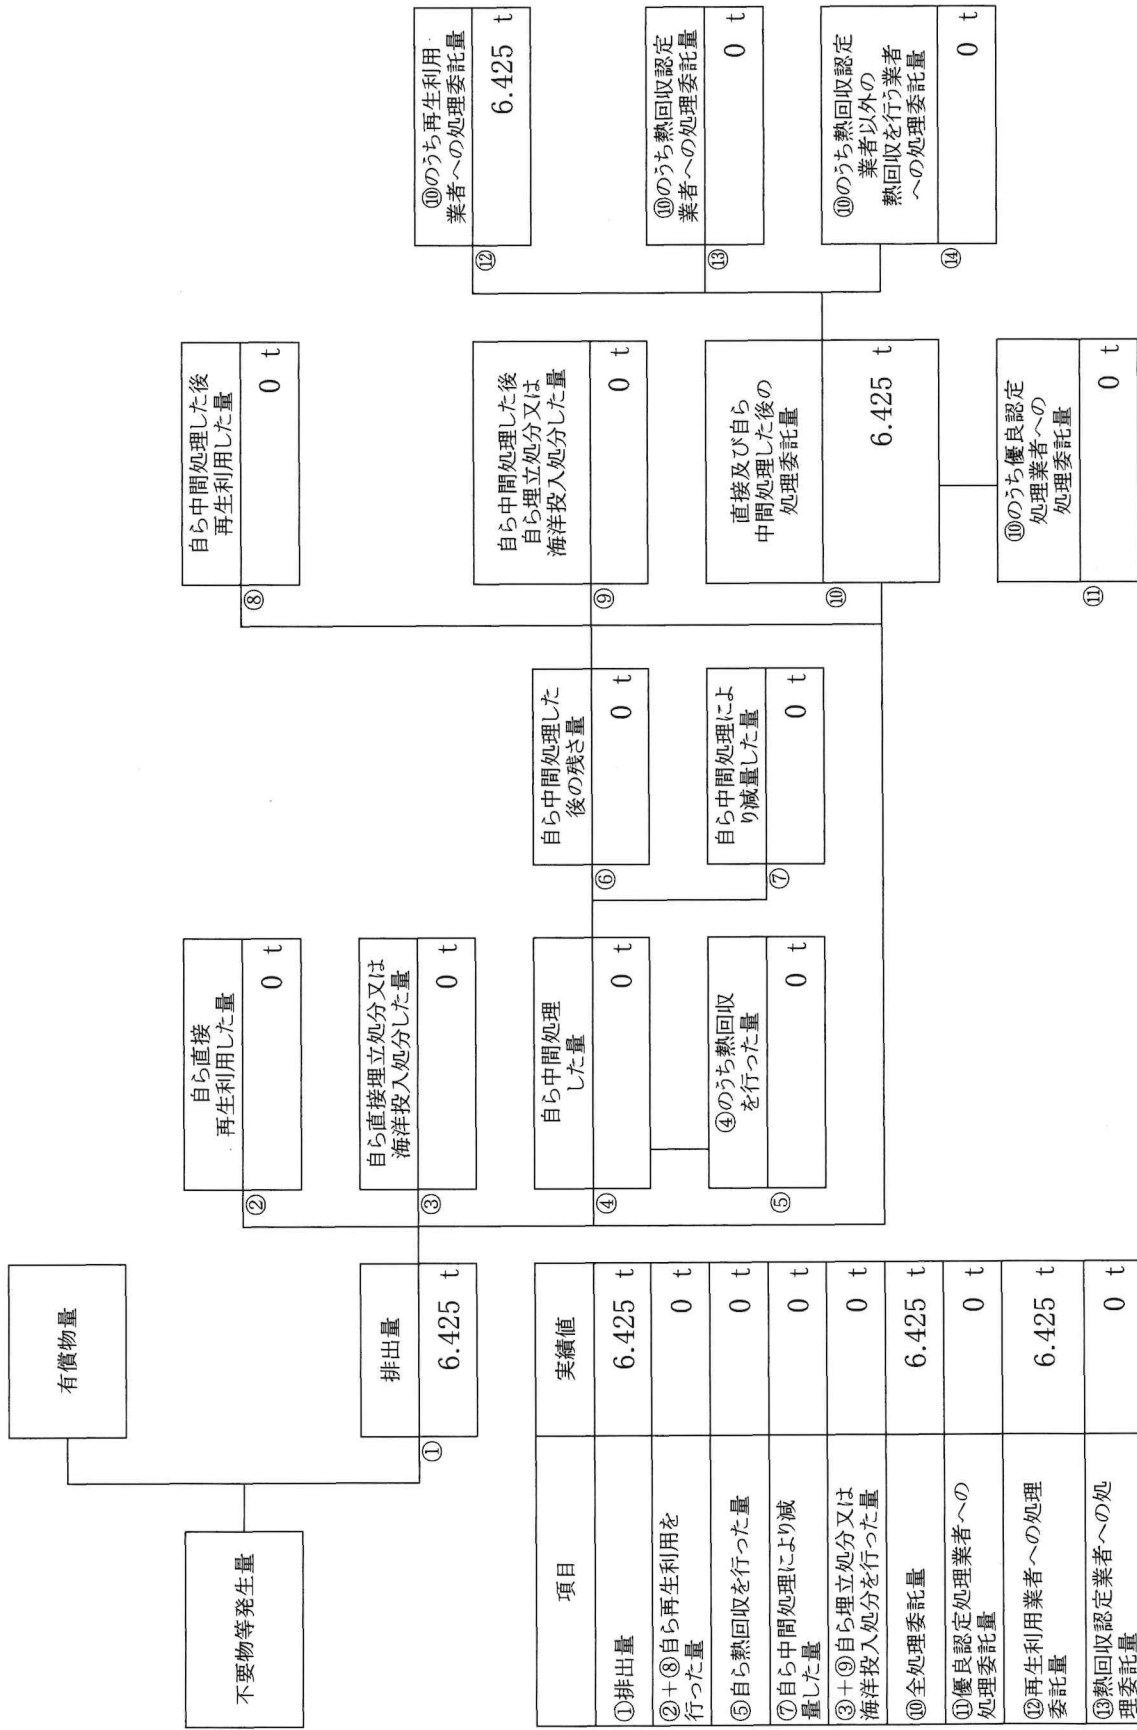 有償物量
不要物等発生量
排出量
① 6.425 t
自ら直接
再生利用した量
② 0 t
自ら直接埋立処分又は
海洋投入処分した量
③ 0 t
自ら中間処理
した量
④ 0 t
④のうち熱回収
を行った量
⑤ 0 t
自ら中間処理した
後の残さ量
⑥ 0 t
自ら中間処理によ
り減量した量
⑦ 0 t
自ら中間処理した後
再生利用した量
⑧ 0 t
自ら中間処理した後
自ら埋立処分又は
海洋投入処分した量
⑨ 0 t
直接及び自ら
中間処理した後の
処理委託量
⑩ 6.425 t
⑩のうち優良認定
処理業者への
処理委託量
⑪ 0 t
⑩のうち再生利用
業者への処理委託量
⑫ 6.425 t
⑩のうち熱回収認定
業者への処理委託量
⑬ 0 t
⑩のうち熱回収認定
業者以外の
熱回収を行う業者
への処理委託量
⑭ 0 t
項目 実績値
①排出量 6.425 t
②+⑧自ら再生利用を
行った量 0 t
⑤自ら熱回収を行った量 0 t
⑦自ら中間処理により減
量した量 0 t
③+⑨自ら埋立処分又は
海洋投入処分を行った量 0 t
⑩全処理委託量 6.425 t
⑪優良認定処理業者への
処理委託量 0 t
⑫再生利用業者への処理
委託量 6.425 t
⑬熱回収認定業者への処
理委託量 0 t